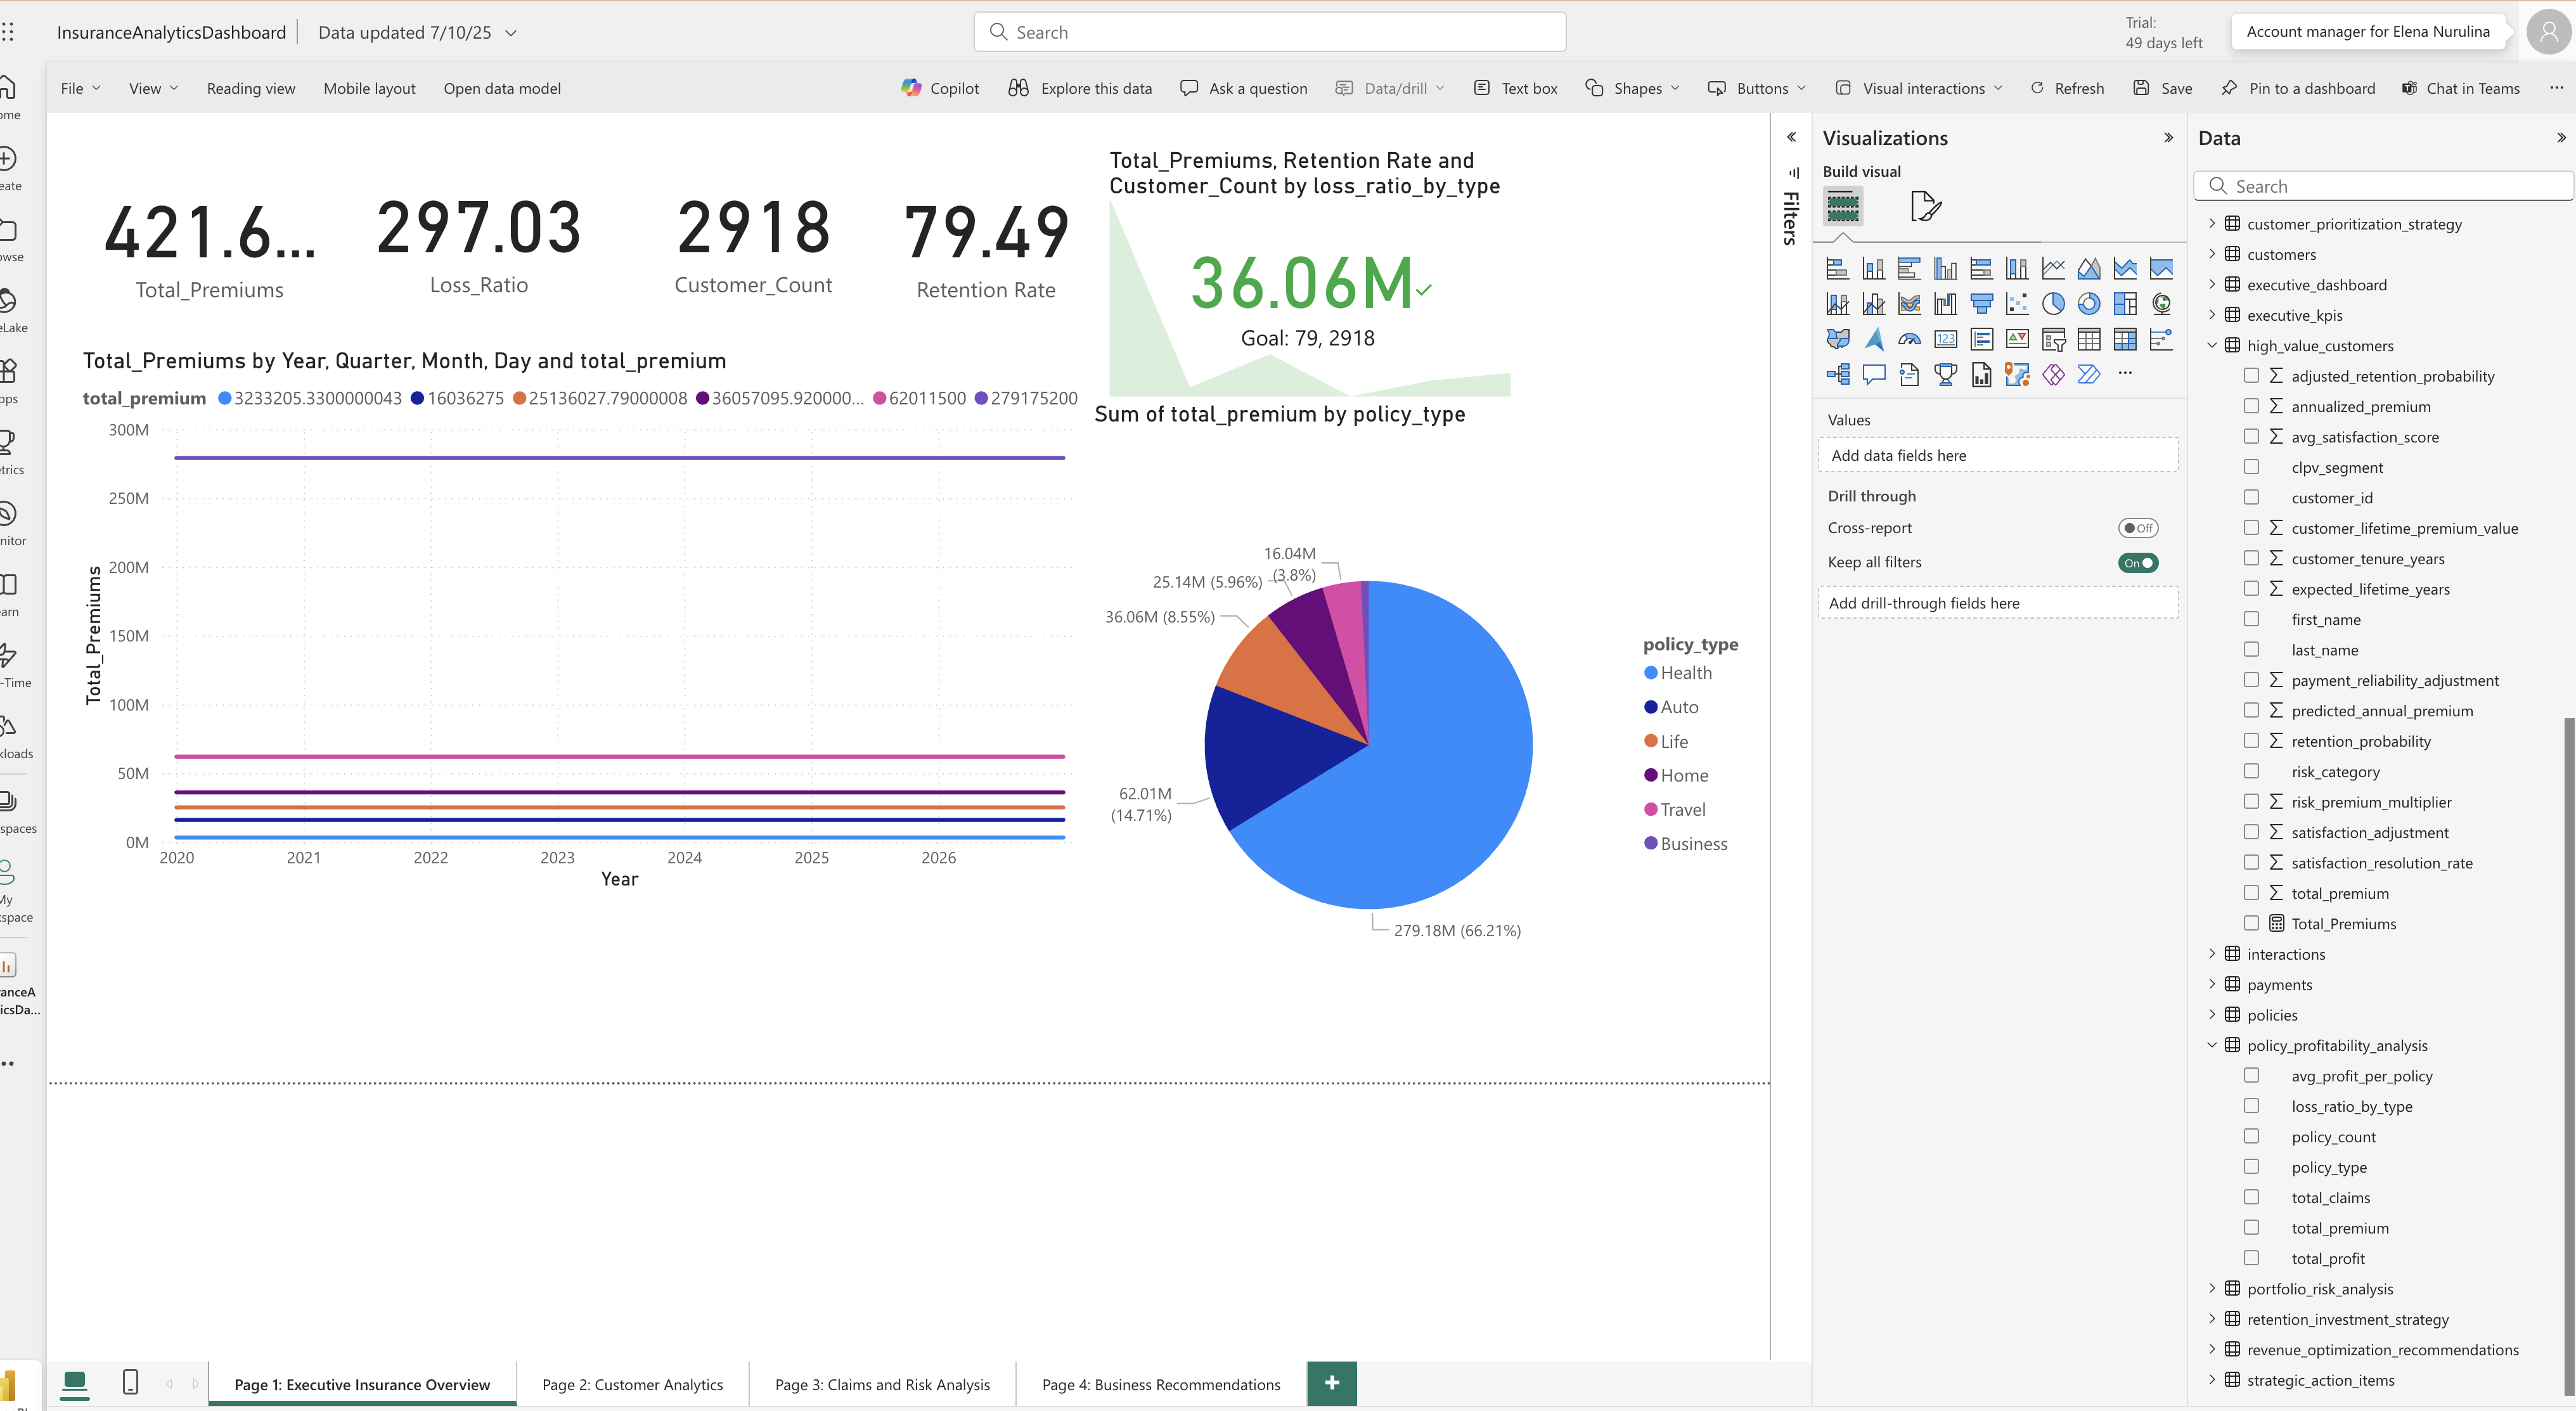 InsuranceAnalyticsDashboard
Data updated 7/10/25
Search
Trial:
49 days left
Account manager for Elena Nurulina
File
View
Reading view
Mobile layout
Open data model
Copilot
Explore this data
Ask a question
Data/drill
Text box
Shapes
Buttons
Visual interactions
Refresh
Save
Pin to a dashboard
Chat in Teams
ome
eate
owse
eLake
pps
etrics
nitor
earn
-Time
kloads
spaces
My
kspace
ranceA
icsDa...
421.6...
Total_Premiums
297.03
Loss_Ratio
2918
Customer_Count
79.49
Retention Rate
Total_Premiums, Retention Rate and
Customer_Count by loss_ratio_by_type
36.06M
Goal: 79, 2918
Total_Premiums by Year, Quarter, Month, Day and total_premium
total_premium 3233205.3300000043 16036275 25136027.79000008 36057095.920000... 62011500 279175200
300M
250M
200M
150M
100M
50M
0M
Total_Premiums
2020 2021 2022 2023 2024 2025 2026
Year
Sum of total_premium by policy_type
16.04M
(3.8%)
25.14M (5.96%)
36.06M (8.55%)
62.01M
(14.71%)
279.18M (66.21%)
policy_type
Health
Auto
Life
Home
Travel
Business
Filters
Visualizations
Build visual
123
Values
Add data fields here
Drill through
Cross-report
Off
Keep all filters
On
Add drill-through fields here
Data
Search
customer_prioritization_strategy
customers
executive_dashboard
executive_kpis
high_value_customers
adjusted_retention_probability
annualized_premium
avg_satisfaction_score
clpv_segment
customer_id
customer_lifetime_premium_value
customer_tenure_years
expected_lifetime_years
first_name
last_name
payment_reliability_adjustment
predicted_annual_premium
retention_probability
risk_category
risk_premium_multiplier
satisfaction_adjustment
satisfaction_resolution_rate
total_premium
Total_Premiums
interactions
payments
policies
policy_profitability_analysis
avg_profit_per_policy
loss_ratio_by_type
policy_count
policy_type
total_claims
total_premium
total_profit
portfolio_risk_analysis
retention_investment_strategy
revenue_optimization_recommendations
strategic_action_items
Page 1: Executive Insurance Overview
Page 2: Customer Analytics
Page 3: Claims and Risk Analysis
Page 4: Business Recommendations